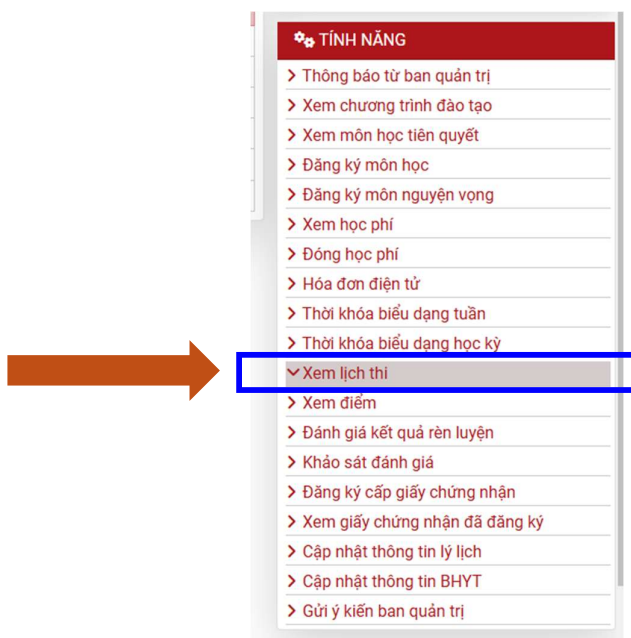 TÍNH NĂNG
Thông báo từ ban quản trị
Xem chương trình đào tạo
Xem môn học tiên quyết
Đăng ký môn học
Đăng ký môn nguyện vọng
Xem học phí
Đóng học phí
Hóa đơn điện tử
Thời khóa biểu dạng tuần
Thời khóa biểu dạng học kỳ
Xem lịch thi
Xem điểm
Đánh giá kết quả rèn luyện
Khảo sát đánh giá
Đăng ký cấp giấy chứng nhận
Xem giấy chứng nhận đã đăng ký
Cập nhật thông tin lý lịch
Cập nhật thông tin BHYT
Gửi ý kiến ban quản trị